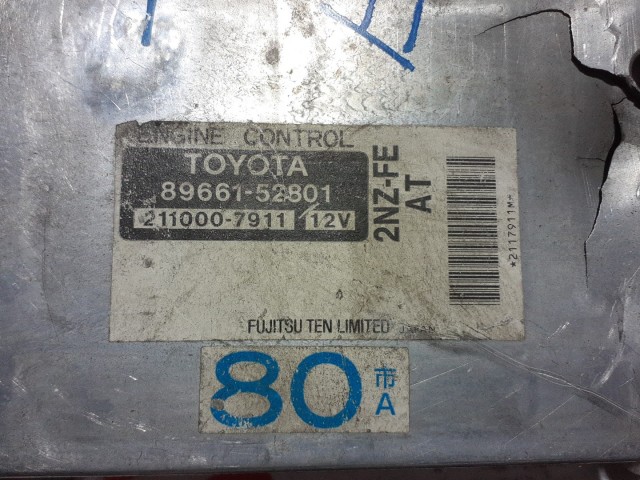 ENGINE CONTROL
TOYOTA
89661-52801
211000-7911 12V
2NZ-FE
AT
*2117911M*
FUJITSU TEN LIMITED JAPAN
80 市
A